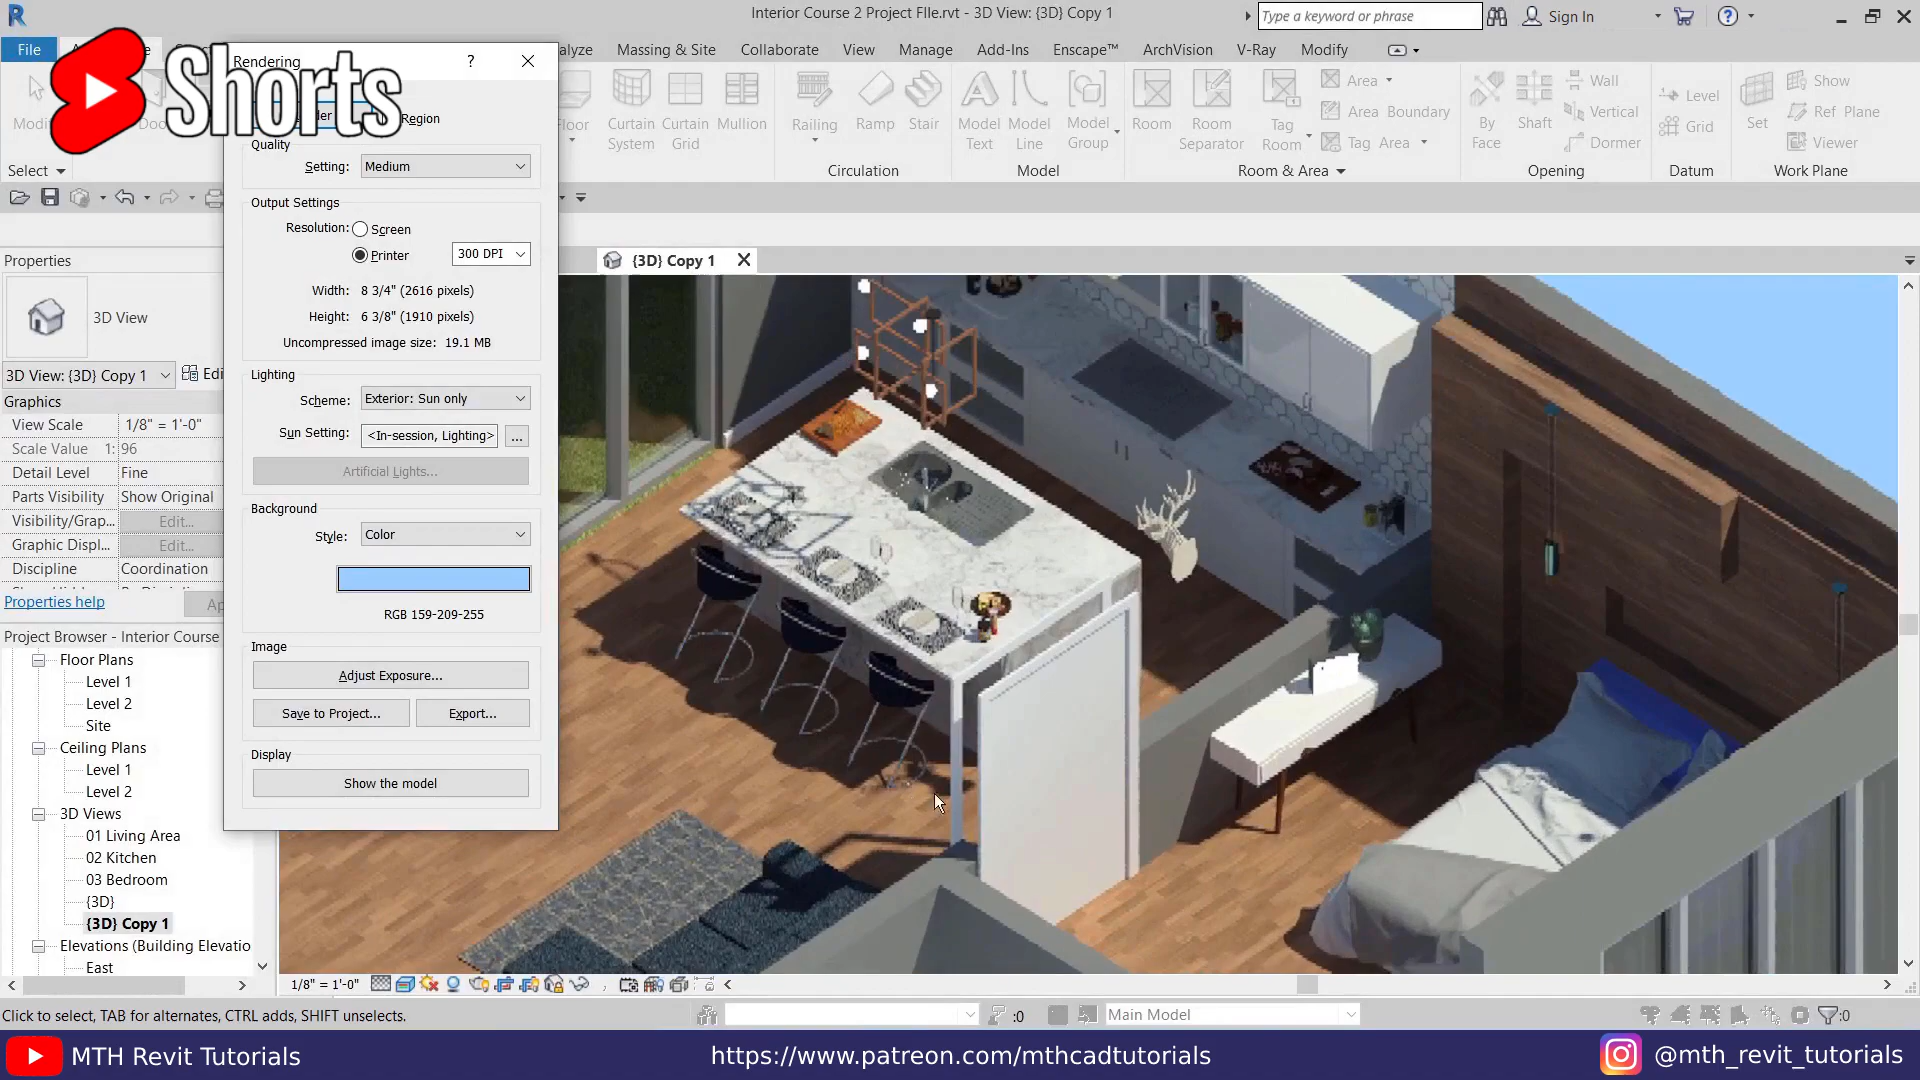 Interior Course 2 Project FIle.rvt - 3D View: {3D} Copy 1
Type a keyword or phrase
Sign In
File
Massing & Site
Collaborate
View
Manage
Add-Ins
Enscape™
ArchVision
V-Ray
Modify
Shorts
Rendering
?
Region
Floor
Curtain System
Curtain Grid
Mullion
Railing
Ramp
Stair
Model Text
Model Line
Model Group
Room
Room Separator
Tag Room
Area
Area Boundary
Tag Area
By Face
Shaft
Wall
Vertical
Dormer
Level
Grid
Set
Show
Ref Plane
Viewer
Select
Circulation
Model
Room & Area
Opening
Datum
Work Plane
Quality
Setting: Medium
Output Settings
Resolution: Screen
Printer 300 DPI
Width: 8 3/4" (2616 pixels)
Height: 6 3/8" (1910 pixels)
Uncompressed image size: 19.1 MB
Lighting
Scheme: Exterior: Sun only
Sun Setting: <In-session, Lighting> ...
Artificial Lights...
Background
Style: Color
RGB 159-209-255
Image
Adjust Exposure...
Save to Project... Export...
Display
Show the model
{3D} Copy 1
Properties
3D View
3D View: {3D} Copy 1
Edi
Graphics
View Scale 1/8" = 1'-0"
Scale Value 1: 96
Detail Level Fine
Parts Visibility Show Original
Visibility/Grap... Edit...
Graphic Displ... Edit...
Discipline Coordination
Properties help
Ap
Project Browser - Interior Course
Floor Plans
Level 1
Level 2
Site
Ceiling Plans
Level 1
Level 2
3D Views
01 Living Area
02 Kitchen
03 Bedroom
{3D}
{3D} Copy 1
Elevations (Building Elevatio
East
1/8" = 1'-0"
Click to select, TAB for alternates, CTRL adds, SHIFT unselects.
:0
Main Model
:0
MTH Revit Tutorials
https://www.patreon.com/mthcadtutorials
@mth_revit_tutorials